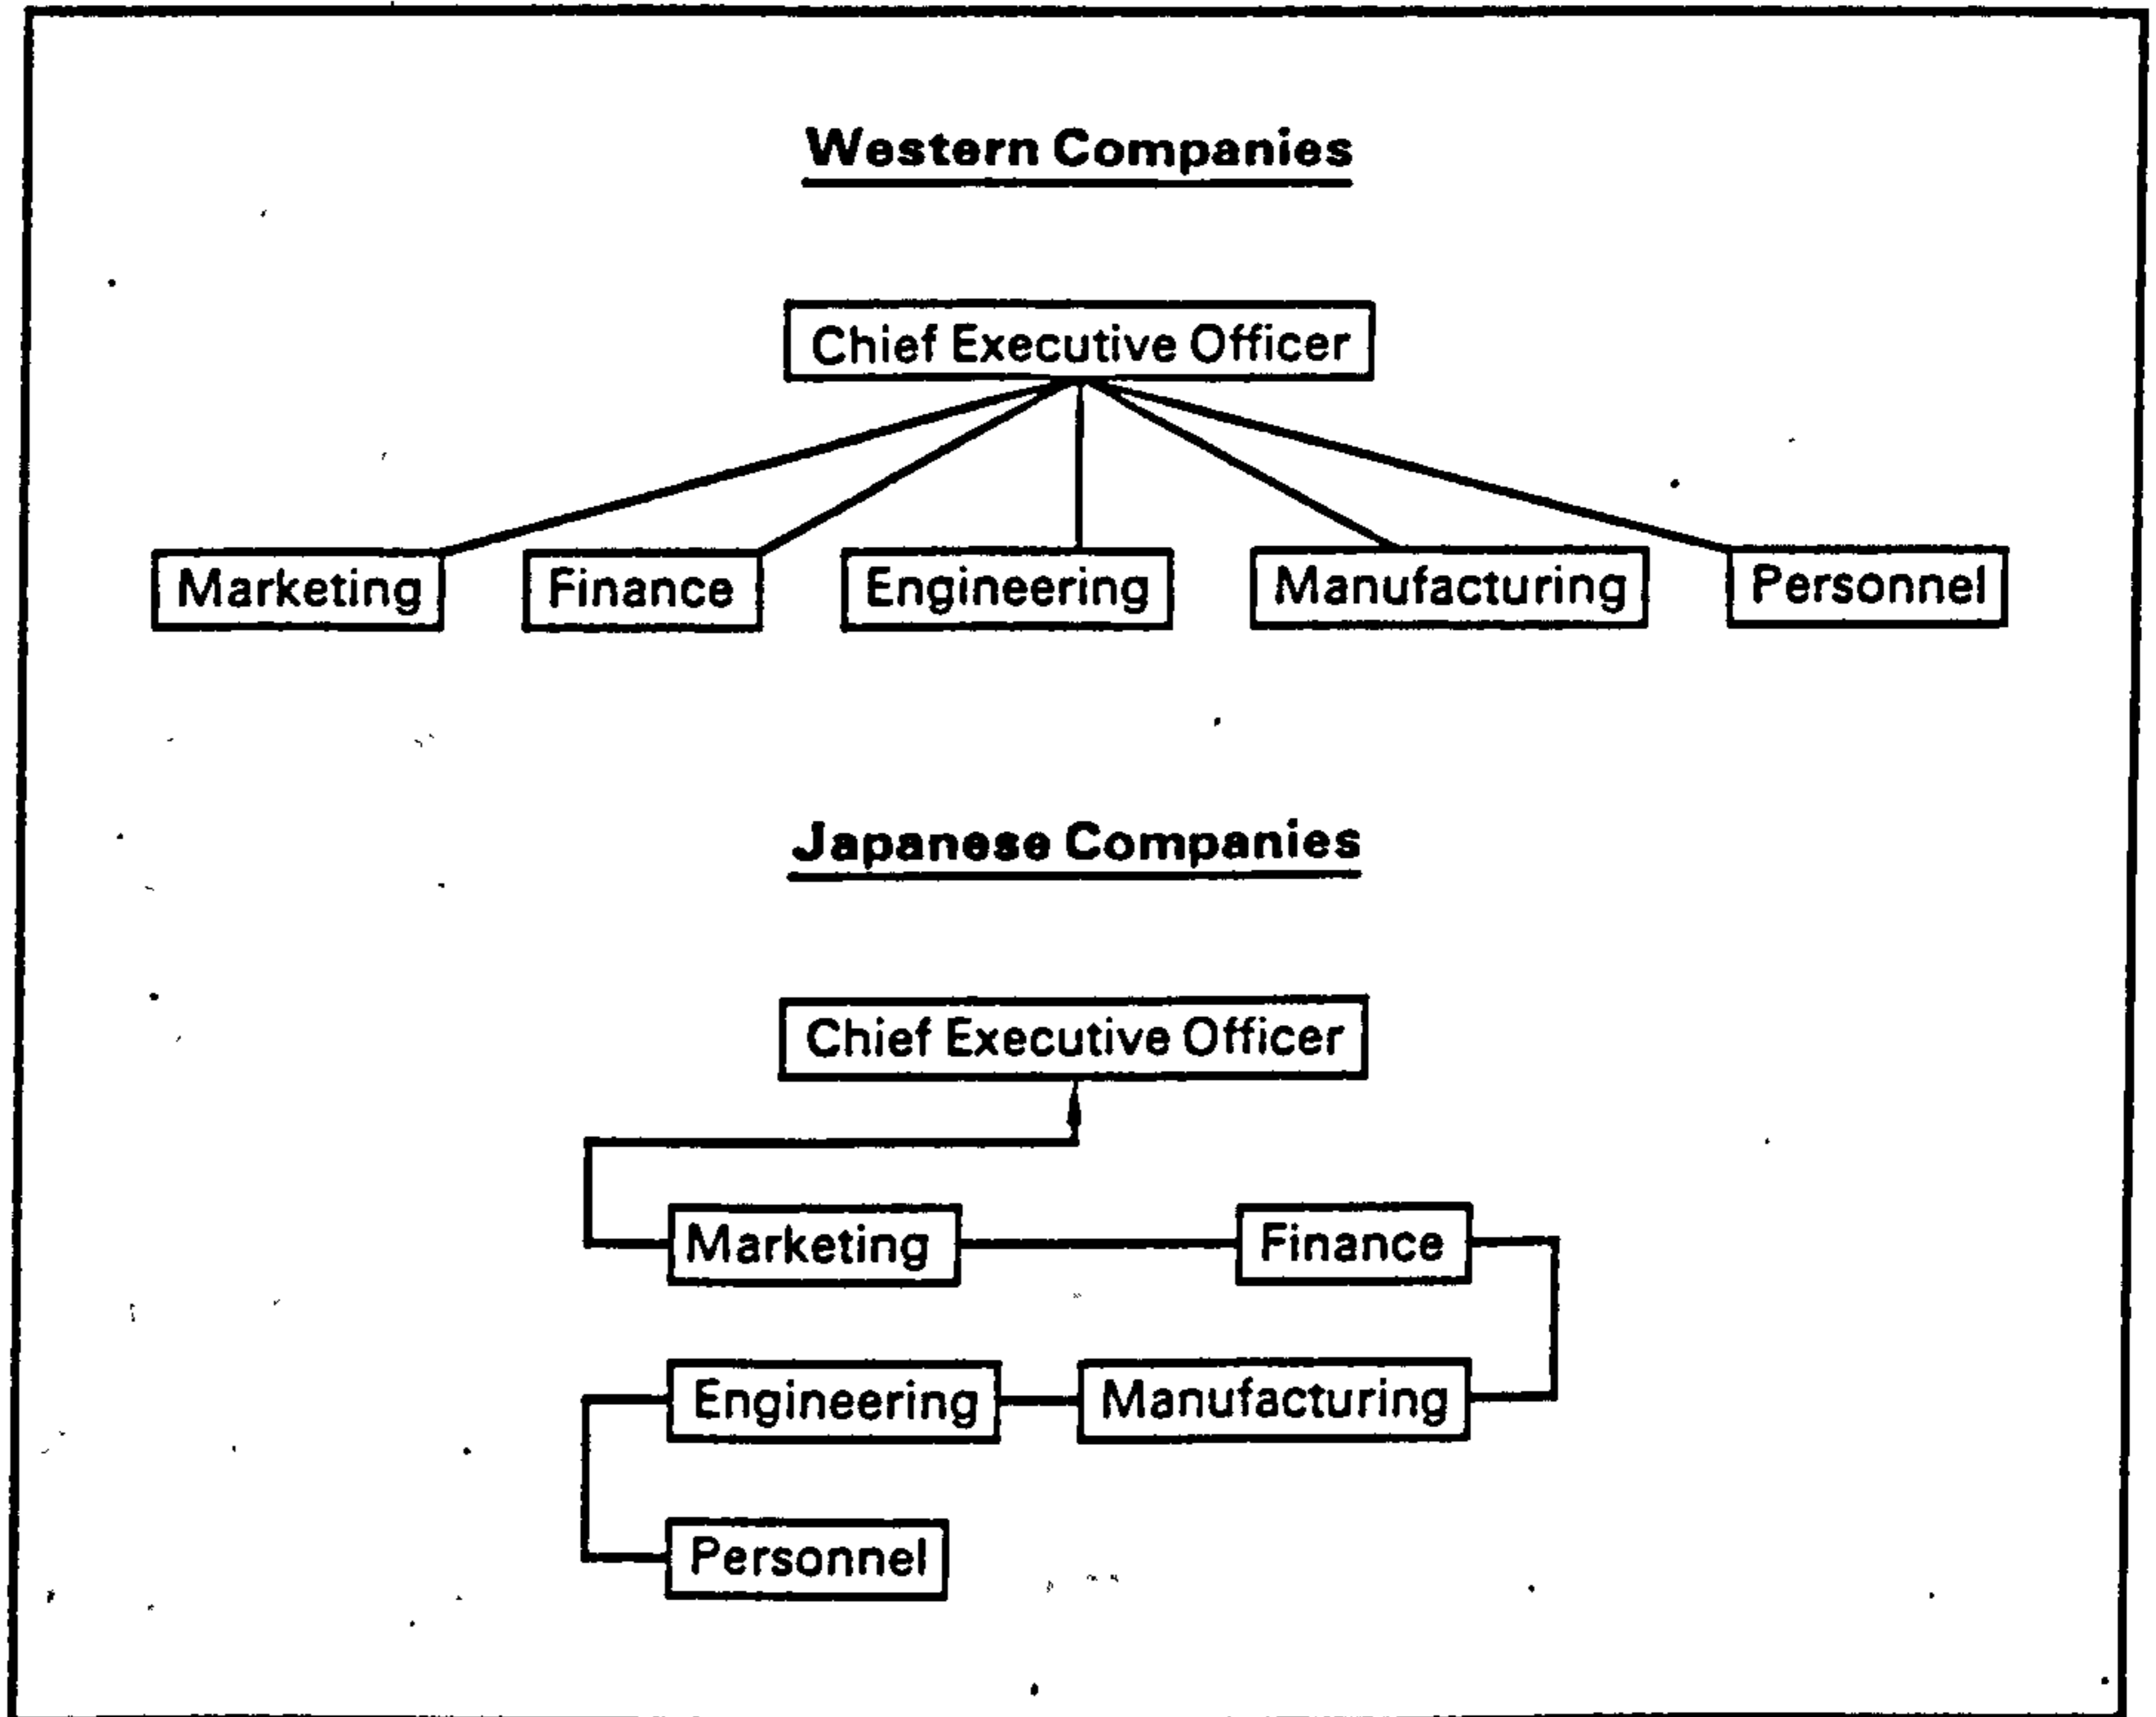 Western Companies
Chief Executive Officer
Marketing Finance Engineering Manufacturing Personnel
Japanese Companies
Chief Executive Officer
Marketing Finance
Engineering Manufacturing
Personnel